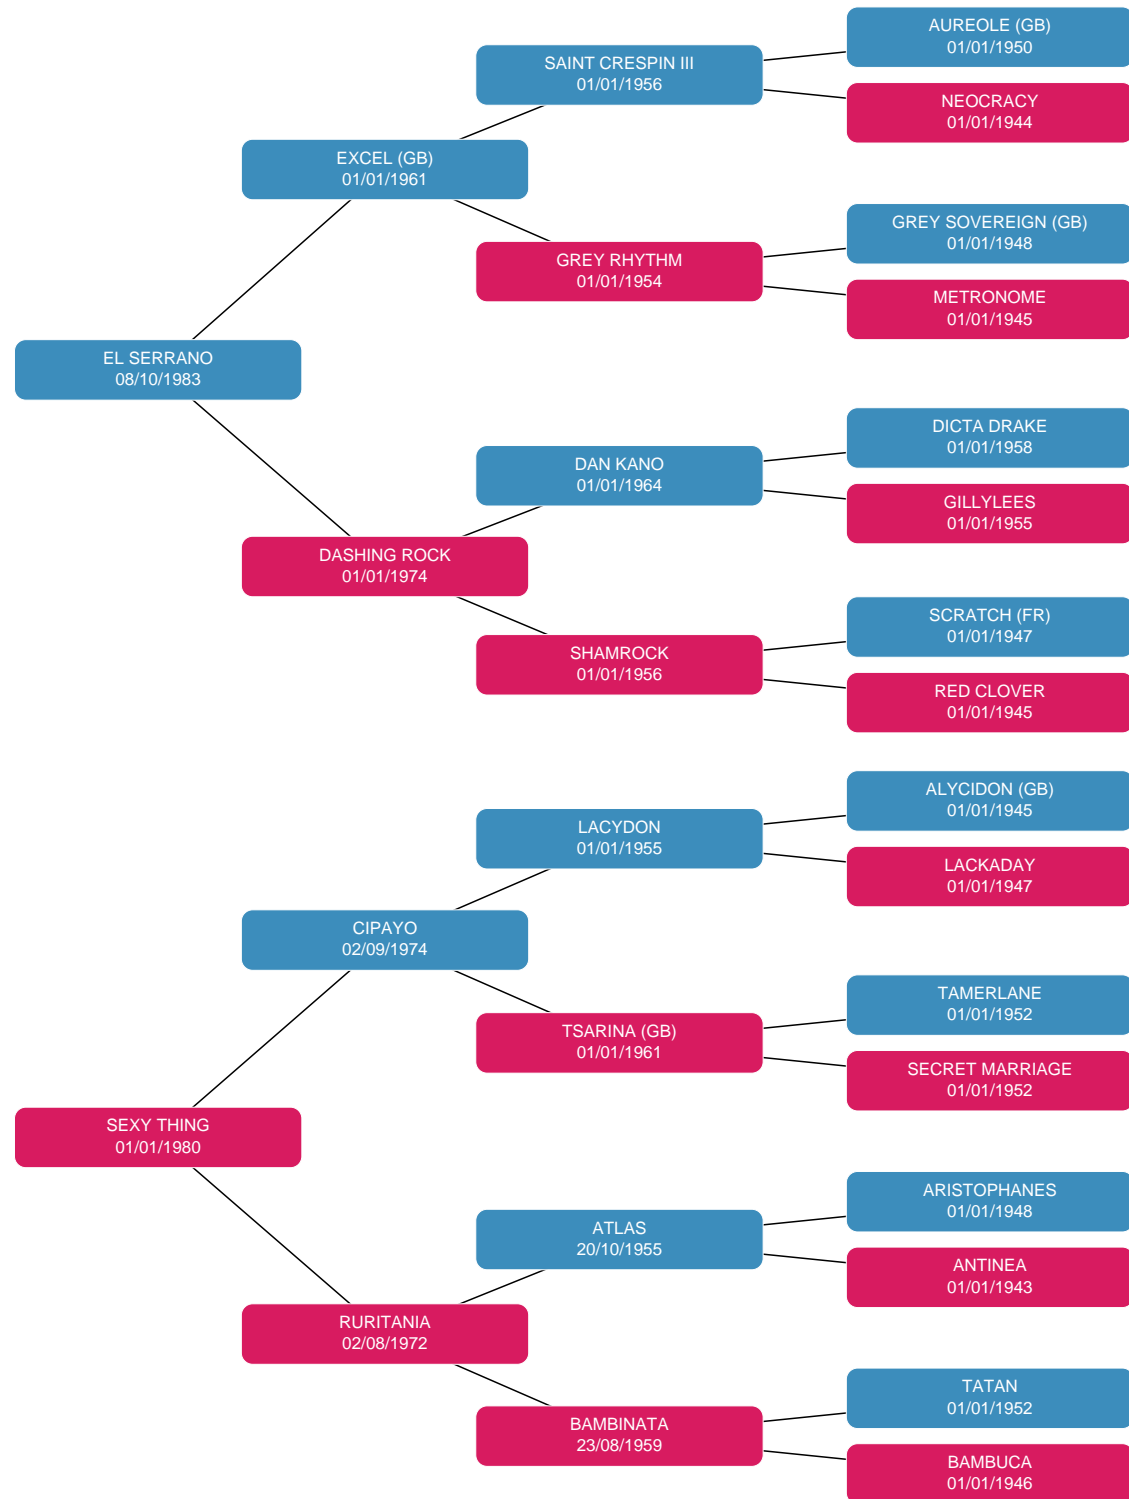 AUREOLE (GB)
01/01/1950
SAINT CRESPIN III
01/01/1956
NEOCRACY
01/01/1944
EXCEL (GB)
01/01/1961
GREY SOVEREIGN (GB)
01/01/1948
GREY RHYTHM
01/01/1954
METRONOME
01/01/1945
EL SERRANO
08/10/1983
DICTA DRAKE
01/01/1958
DAN KANO
01/01/1964
GILLYLEES
01/01/1955
DASHING ROCK
01/01/1974
SCRATCH (FR)
01/01/1947
SHAMROCK
01/01/1956
RED CLOVER
01/01/1945
ALYCIDON (GB)
01/01/1945
LACYDON
01/01/1955
LACKADAY
01/01/1947
CIPAYO
02/09/1974
TAMERLANE
01/01/1952
TSARINA (GB)
01/01/1961
SECRET MARRIAGE
01/01/1952
SEXY THING
01/01/1980
ARISTOPHANES
01/01/1948
ATLAS
20/10/1955
ANTINEA
01/01/1943
RURITANIA
02/08/1972
TATAN
01/01/1952
BAMBINATA
23/08/1959
BAMBUCA
01/01/1946